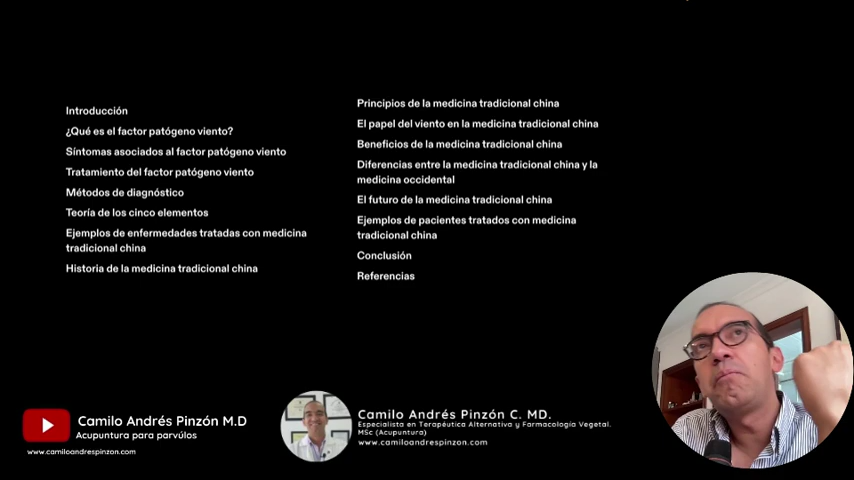 Introducción
¿Qué es el factor patógeno viento?
Síntomas asociados al factor patógeno viento
Tratamiento del factor patógeno viento
Métodos de diagnóstico
Teoría de los cinco elementos
Ejemplos de enfermedades tratadas con medicina
tradicional china
Historia de la medicina tradicional china
Principios de la medicina tradicional china
El papel del viento en la medicina tradicional china
Beneficios de la medicina tradicional china
Diferencias entre la medicina tradicional china y la
medicina occidental
El futuro de la medicina tradicional china
Ejemplos de pacientes tratados con medicina
tradicional china
Conclusión
Referencias
Camilo Andrés Pinzón M.D
Acupuntura para parvúlos
www.camiloandrespinzon.com
Camilo Andrés Pinzón C. MD.
Especialista en Terapéutica Alternativa y Farmacología Vegetal.
MSc (Acupuntura)
www.camiloandrespinzon.com